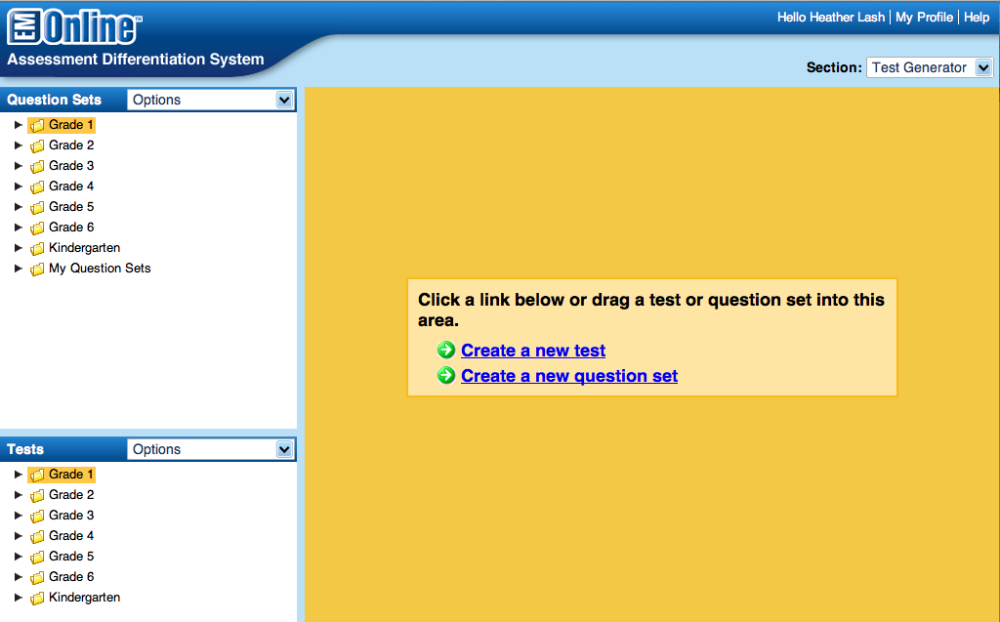 EM Online™
Assessment Differentiation System
Hello Heather Lash | My Profile | Help
Section: Test Generator
Question Sets Options
Grade 1
Grade 2
Grade 3
Grade 4
Grade 5
Grade 6
Kindergarten
My Question Sets
Click a link below or drag a test or question set into this
area.
Create a new test
Create a new question set
Tests Options
Grade 1
Grade 2
Grade 3
Grade 4
Grade 5
Grade 6
Kindergarten